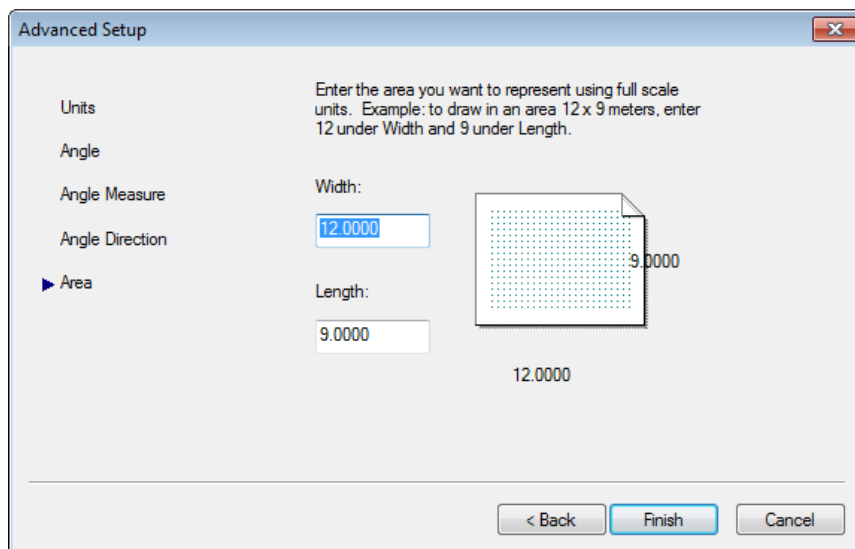 Advanced Setup
Units
Angle
Angle Measure
Angle Direction
Area
Enter the area you want to represent using full scale
units. Example: to draw in an area 12 x 9 meters, enter
12 under Width and 9 under Length.
Width:
12.0000
Length:
9.0000
9.0000
12.0000
< Back
Finish
Cancel